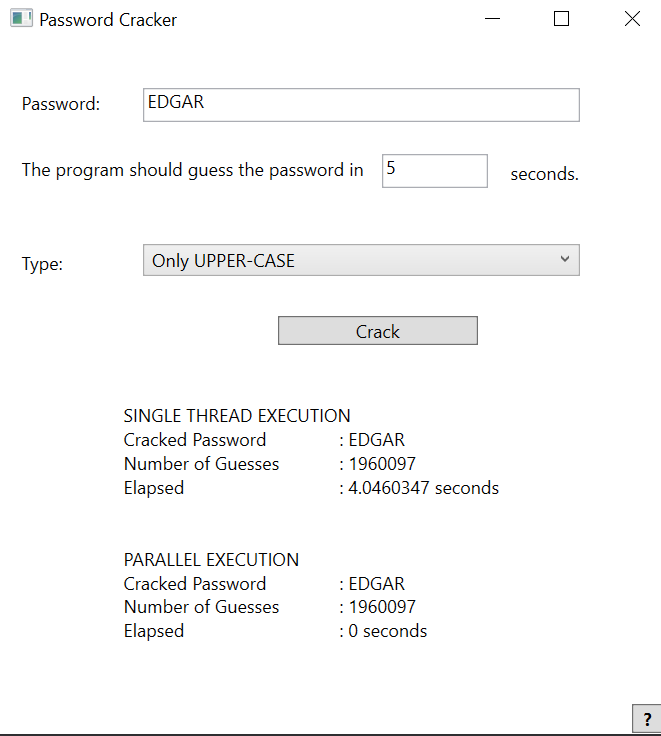 Password Cracker
Password: EDGAR
The program should guess the password in 5 seconds.
Type: Only UPPER-CASE
Crack
SINGLE THREAD EXECUTION
Cracked Password : EDGAR
Number of Guesses : 1960097
Elapsed : 4.0460347 seconds
PARALLEL EXECUTION
Cracked Password : EDGAR
Number of Guesses : 1960097
Elapsed : 0 seconds
?